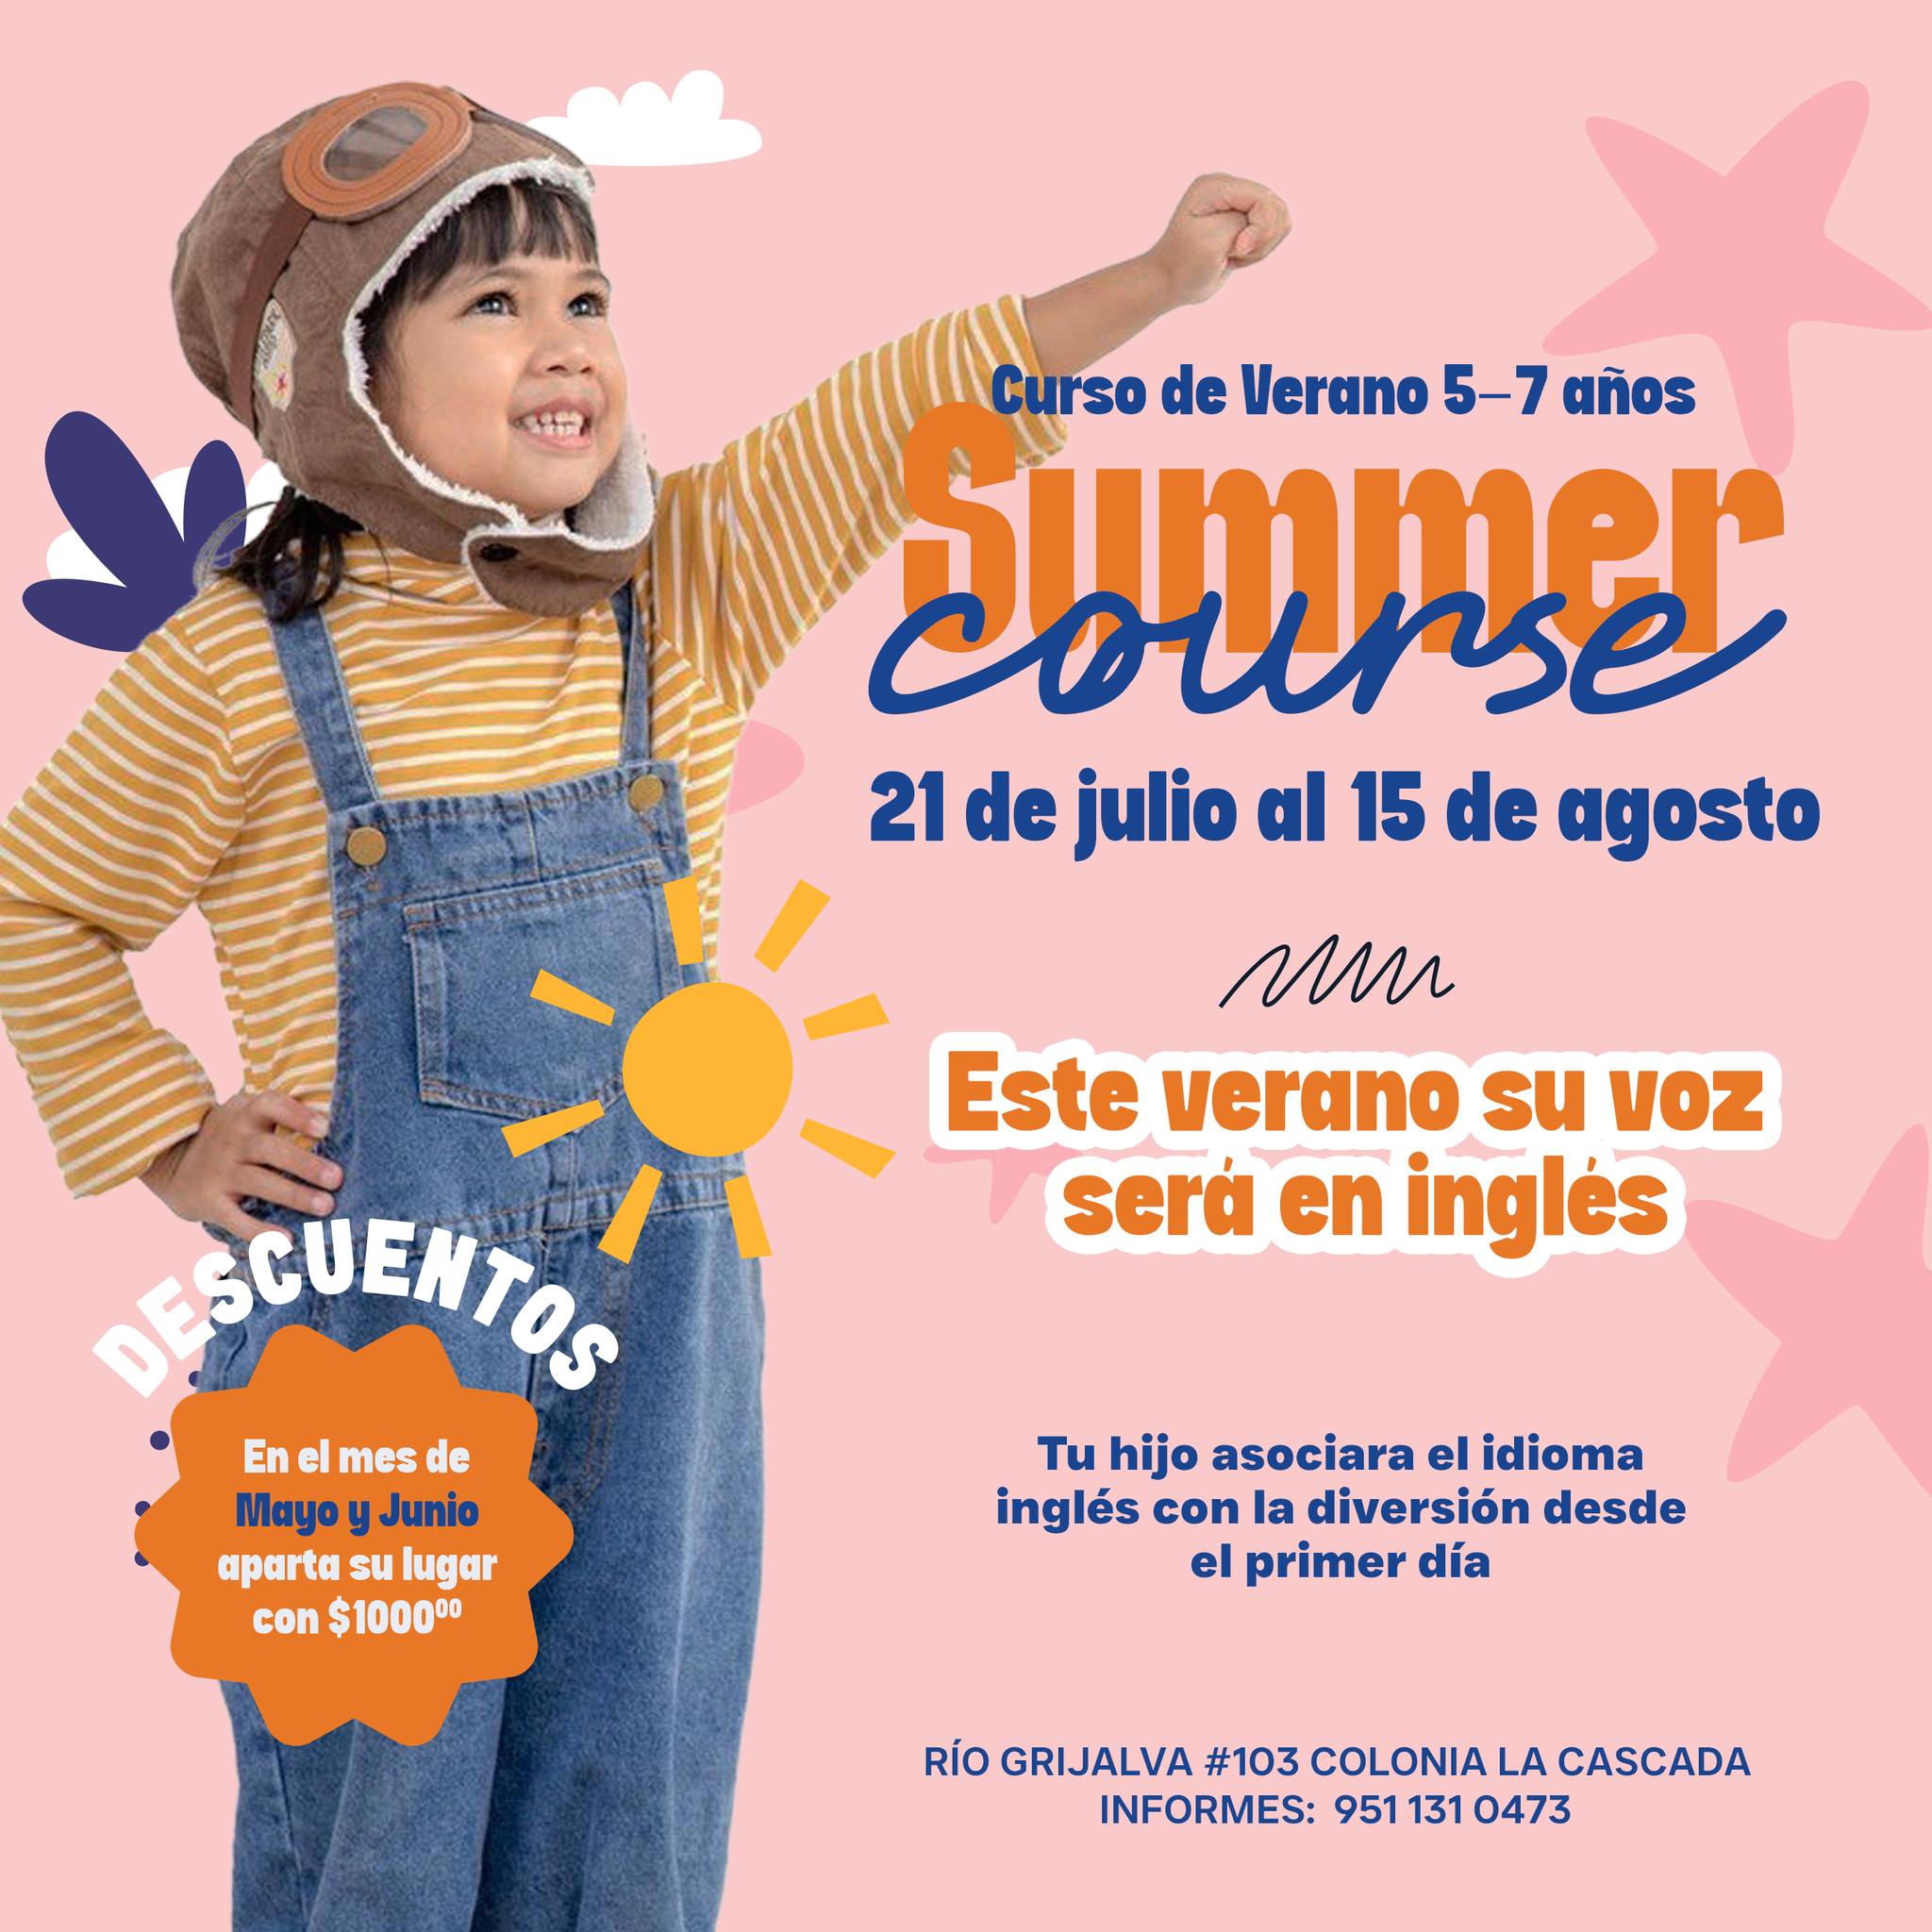 Curso de Verano 5–7 años
Summer
course
21 de julio al 15 de agosto
Este verano su voz
será en inglés
DESCUENTOS
En el mes de
Mayo y Junio
aparta su lugar
con $1000⁰⁰
Tu hijo asociara el idioma
inglés con la diversión desde
el primer día
RÍO GRIJALVA #103 COLONIA LA CASCADA
INFORMES: 951 131 0473